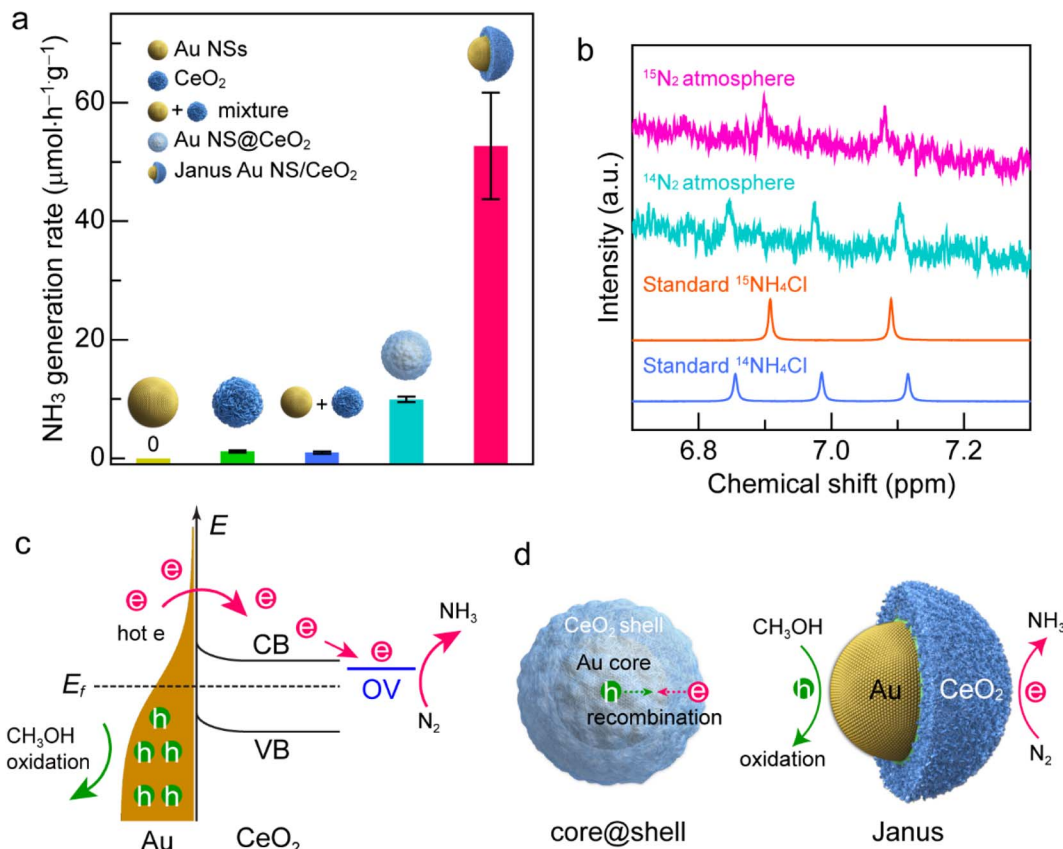 a
NH₃ generation rate (μmol·h⁻¹·g⁻¹)
60
40
20
0
Au NSs
CeO₂
+ mixture
Au NS@CeO₂
Janus Au NS/CeO₂
0
+
b
Intensity (a.u.)
¹⁵N₂ atmosphere
¹⁴N₂ atmosphere
Standard ¹⁵NH₄Cl
Standard ¹⁴NH₄Cl
6.8 7.0 7.2
Chemical shift (ppm)
c
E
e e e e e
hot e
CB
NH₃
E_f
OV
N₂
CH₃OH
oxidation
h
h h
h h
VB
Au CeO₂
d
CeO₂ shell
Au core
h e
recombination
core@shell
CH₃OH
h
oxidation
Au CeO₂
NH₃
e
N₂
Janus